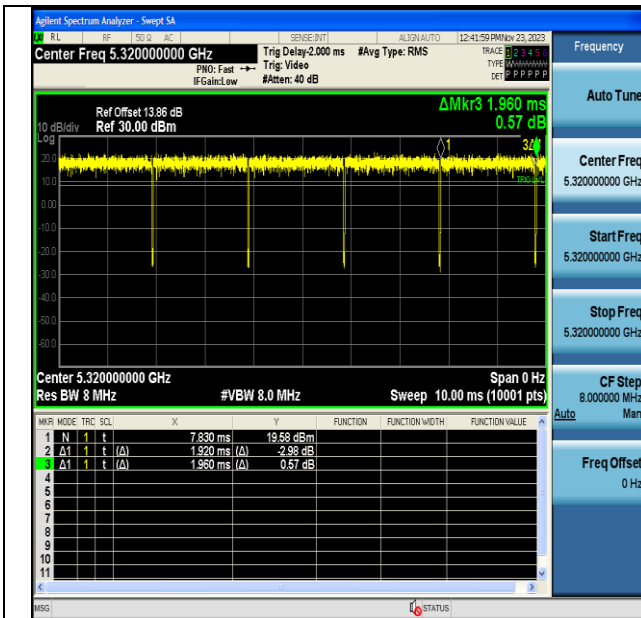 Agilent Spectrum Analyzer - Swept SA
RL RF 50 Ω AC SENSE:INT ALIGN AUTO 12:41:59 PM Nov 23, 2023
Center Freq 5.320000000 GHz
Trig Delay-2.000 ms #Avg Type: RMS
TRACE 1 2 3 4 5 6
PNO: Fast Trig: Video
TYPE WWWWWW
IFGain:Low #Atten: 40 dB
DET P P P P P P
Ref Offset 13.86 dB
ΔMkr3 1.960 ms
10 dB/div Ref 30.00 dBm
0.57 dB
Log
1
3Δ
20.0
10.0
TRIG LVL
0.00
-10.0
-20.0
-30.0
-40.0
-50.0
-60.0
Center 5.320000000 GHz Span 0 Hz
Res BW 8 MHz #VBW 8.0 MHz Sweep 10.00 ms (10001 pts)
MKR MODE TRC SCL X Y FUNCTION FUNCTION WIDTH FUNCTION VALUE
1 N 1 t 7.830 ms 19.58 dBm
2 Δ1 1 t (Δ) 1.920 ms (Δ) -2.98 dB
3 Δ1 1 t (Δ) 1.960 ms (Δ) 0.57 dB
4
5
6
7
8
9
10
11
MSG STATUS
Frequency
Auto Tune
Center Freq
5.320000000 GHz
Start Freq
5.320000000 GHz
Stop Freq
5.320000000 GHz
CF Step
8.000000 MHz
Auto Man
Freq Offset
0 Hz